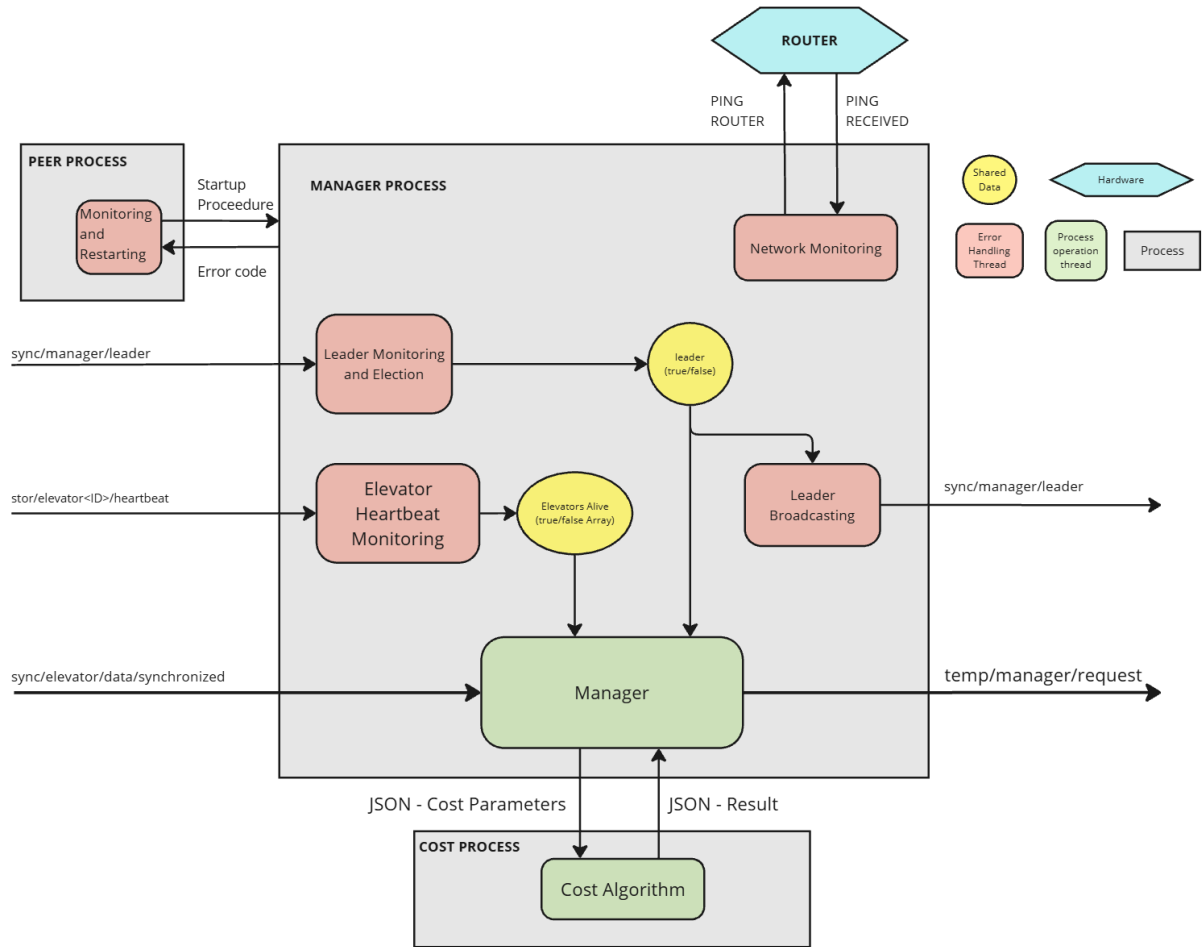 ROUTER
PING
ROUTER
PING
RECEIVED
PEER PROCESS
Monitoring
and
Restarting
Startup
Proceedure
Error code
MANAGER PROCESS
Network Monitoring
Shared
Data
Hardware
Error
Handling
Thread
Process
operation
thread
Process
sync/manager/leader
Leader Monitoring
and Election
leader
(true/false)
stor/elevator<ID>/heartbeat
Elevator
Heartbeat
Monitoring
Elevators Alive
(true/false Array)
Leader
Broadcasting
sync/manager/leader
sync/elevator/data/synchronized
Manager
temp/manager/request
JSON - Cost Parameters
JSON - Result
COST PROCESS
Cost Algorithm